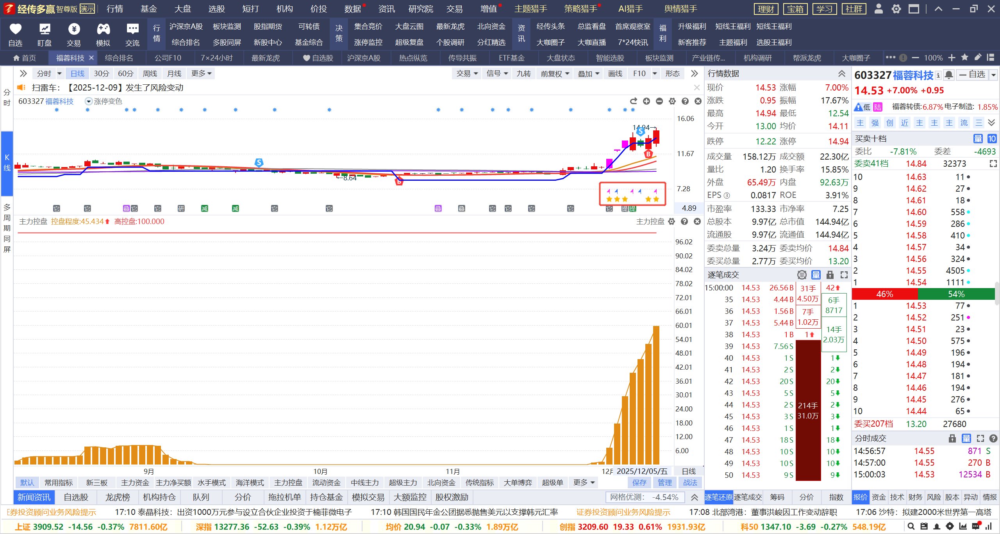 经传多赢 智尊版 演示 行情 基金 大盘 选股 短打 机构 价投 数据 资讯 研究院 交易 增值 主题猎手 策略猎手 AI猎手 舆情猎手 理财 宝箱 学习 社群
自选 盯盘 交易 模拟 交流
行情 沪深京A股 板块监测 股指期货 可转债 决策 集合竞价 大盘云图 最新龙虎 北向资金 资讯 经传头条 总监看盘 首席观察室 福利 升级福利 短线王福利 短线王福利
综合排名 多股同屏 新股中心 基金综合 涨停监控 超级复盘 个股调研 分红精选 大咖圈子 大咖直播 7*24快讯 新客推荐 主题福利 选股王福利
首页 福蓉科技 综合排名 公司F10 7×24小时 最新龙虎 自选股 沪深京A股 热点纵览 传导共振 ETF基金 大盘状态 智能选股 板块监测 产业链传... 机构调研 帮派龙虎 大咖圈子 100%
分时 K线 多周期同屏
分时 日线 30分 60分 周线 月线 更多 交易 信号 九转 前复权 叠加 画线 F10 形态
扫雷车：【2025-12-09】发生了风险变动
603327 福蓉科技 涨停变色
16.06
14.94→
S
11.67
B
S
←8.64
B
7.28
4.89
它 它 叠 它 它 研 减 减 它 它 叠 叠 它 它 它 它 它 提 提
主力控盘 控盘程度:45.434 高控盘:100.000 主力控盘
96.02
90.02
84.02
78.02
72.01
66.01
60.01
54.01
48.01
42.01
36.01
30.01
24.00
18.00
12.00
6.00
9月 10月 11月 12月 2025/12/05/五 日线
默认 常用指标 新三板 主力资金 主力净买额 水手模式 海洋模式 主力控盘 流动资金 中线主力 超级主力 北向资金 传统指标 大单博弈 超级单 更多 保存 管理 战法
新闻资讯 自选股 龙虎榜 机构持仓 队列 分价 拖拉机单 持仓基金 模拟交易 大额监控 股权激励 网格优测： -4.54%
行情数据
现价 14.53 涨幅 7.00%
涨跌 0.95 振幅 17.67%
最高 14.94 最低 12.54
今开 13.00 均价 14.11
跌停 12.22 涨停 14.94
成交量 158.12万 成交额 22.30亿
量比 1.20 换手率 15.85%
外盘 65.49万 内盘 92.63万
EPS③ 0.0817 ROE 3.91%
市盈率 133.33 市净率 7.25
总股本 9.97亿 总市值 144.94亿
流通股 9.97亿 流通值 144.94亿
委卖总量 3.24万 委卖均价 14.84
委买总量 2.77万 委买均价 13.20
逐笔成交 单 量
15:00:00 14.53 26.56 B
35 14.53 4.44 B
36 14.53 1.56 B
37 14.53 5.44 B
38 14.53 1 B
39 14.53 7.56 S
40 14.53 1 S
41 14.53 2 S
42 14.53 20 S
43 14.53 5 S
44 14.53 2 S
45 14.53 3 S
46 14.53 1 S
47 14.53 18 S
48 14.53 10 S
49 14.53 10 S
50 14.53 9 S
31手
4.50万
7手
1.02万
1
214手
31.0万
42
6手
8717
14手
2.03万
1
2
20
5
2
3
1
18
10
10
9
逐笔还原 逐笔成交 筹码 分价 指数
603327 福蓉科技 自选
14.53 +7.00% +0.95
低 陆 福蓉转债:6.87% 电子制造: 1.85%
主 强 创 近 主 主 主 流 三
买卖十档 量 10
委比 -7.81% 委差 -4693
委卖41档 14.84 32373
10 14.63 11
9 14.62 27
8 14.61 18
7 14.60 558
6 14.59 286
5 14.58 410
4 14.57 34
3 14.56 324
2 14.55 4505
1 14.54 1111
46% 54%
1 14.53 77
2 14.52 251
3 14.51 23
4 14.50 575
5 14.49 196
6 14.48 194
7 14.47 181
8 14.46 194
9 14.45 276
10 14.44 65
委买207档 13.20 27680
分时成交 量
14:56:57 14.55 871 S
14:57:00 14.55 270 B
15:00:03 14.53 12534 B
报价 资金 技术 财务 风险 股本 异动 情报
券投资顾问业务风险提示 17:10 泰晶科技：出资1000万元参与设立合伙企业投资于楠菲微电子 17:10 韩国国民年金公团据悉抛售美元以支撑韩元汇率 证券投资顾问业务风险提示 17:08 北部湾港：董事洪峻因工作变动辞职 17:06 沙特：拟建2000米世界第一高塔
上证 3909.52 -14.56 -0.37% 7811.60亿 深指 13277.36 -52.63 -0.39% 1.12万亿 均价 20.94 -0.07 -0.33% 1.89万亿 创指 3209.60 19.33 0.61% 1931.93亿 科50 1347.10 -3.69 -0.27% 548.19亿